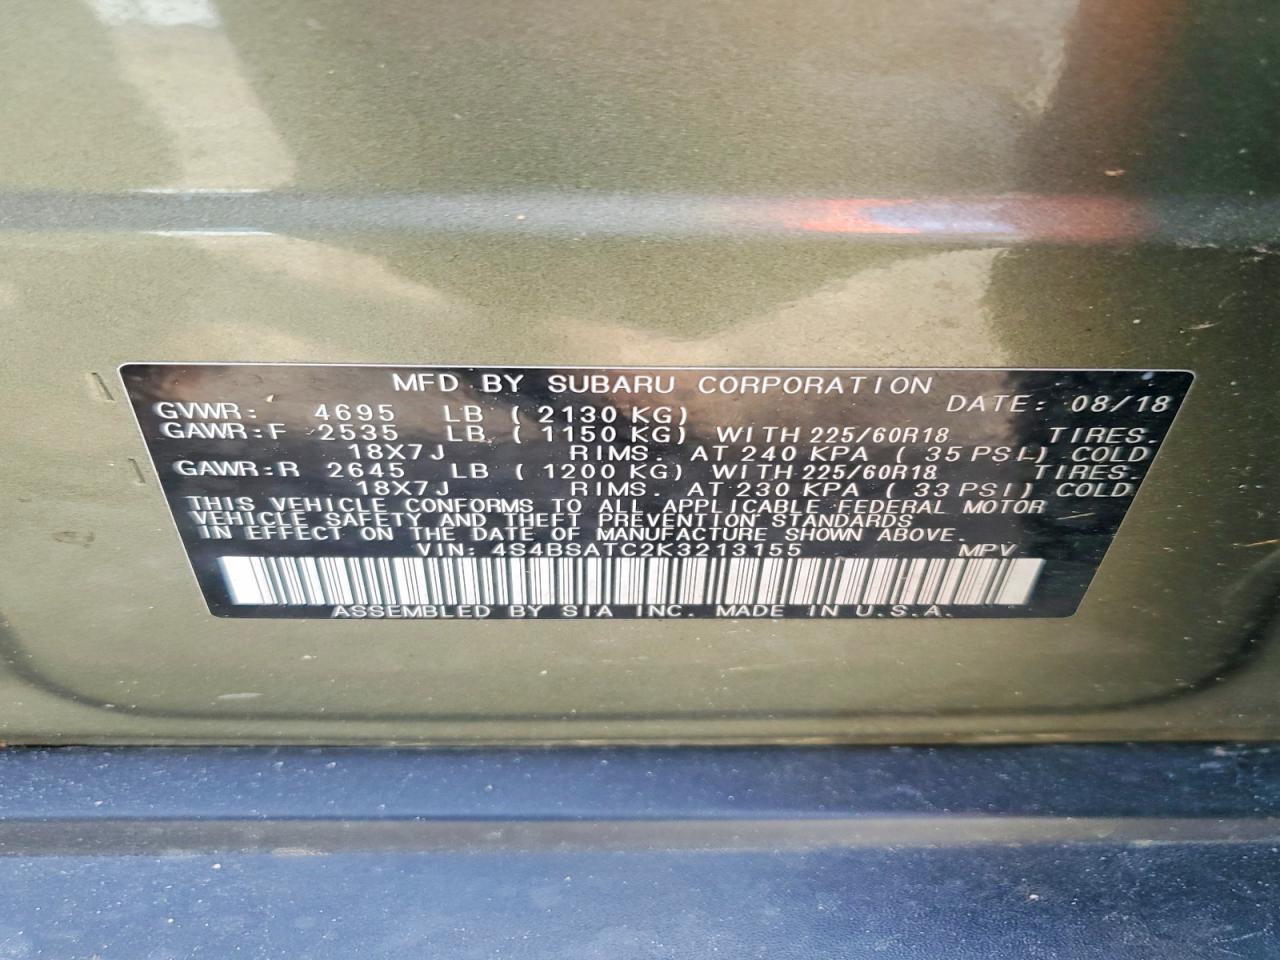 MFD BY SUBARU CORPORATION
GVWR: 4695 LB ( 2130 KG) DATE: 08/18
GAWR:F 2535 LB ( 1150 KG) WITH 225/60R18 TIRES.
18X7J RIMS. AT 240 KPA ( 35 PSI) COLD
GAWR:R 2645 LB ( 1200 KG) WITH 225/60R18 TIRES.
18X7J RIMS. AT 230 KPA ( 33 PSI) COLD
THIS VEHICLE CONFORMS TO ALL APPLICABLE FEDERAL MOTOR
VEHICLE SAFETY AND THEFT PREVENTION STANDARDS
IN EFFECT ON THE DATE OF MANUFACTURE SHOWN ABOVE.
VIN: 4S4BSATC2K3213155 MPV
ASSEMBLED BY SIA INC. MADE IN U.S.A.